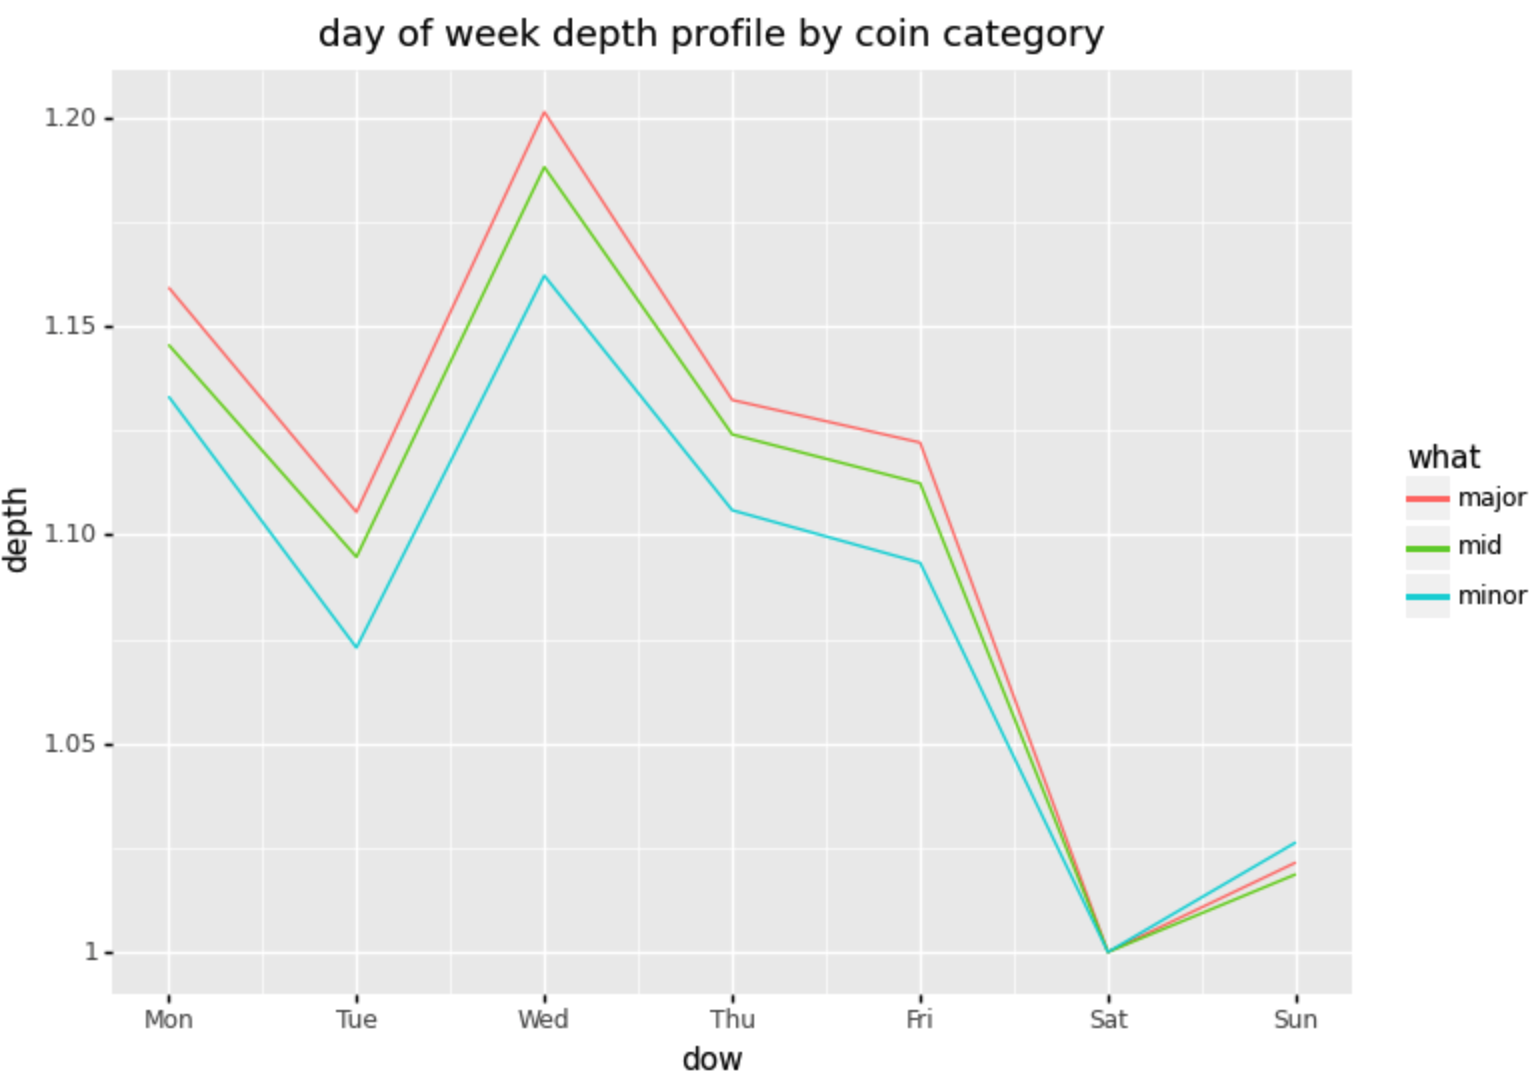 day of week depth profile by coin category
1.20
1.15
1.10
1.05
1
depth
Mon Tue Wed Thu Fri Sat Sun
dow
what
major
mid
minor